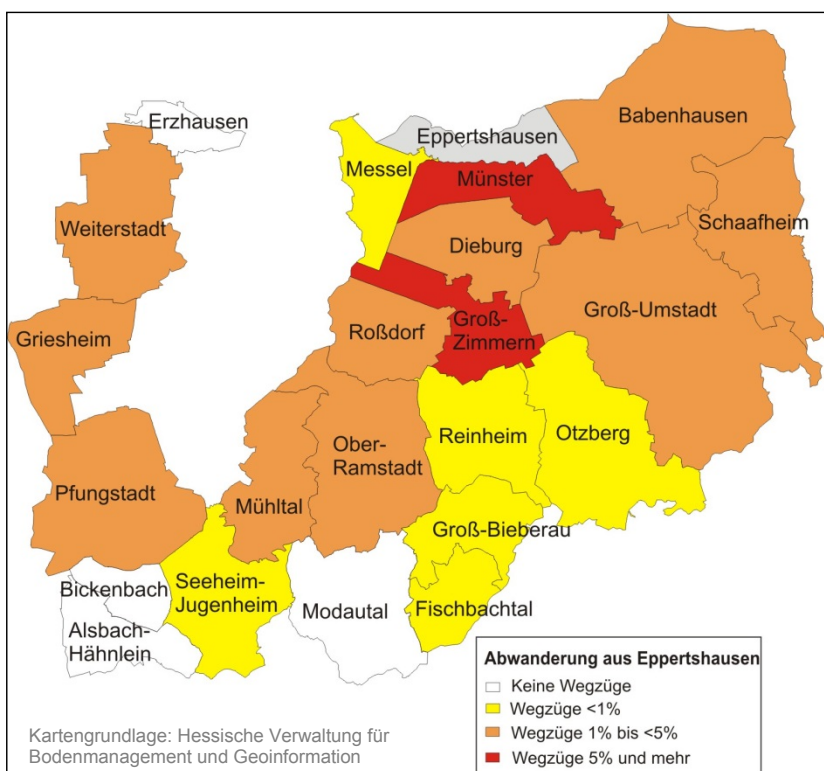 Erzhausen
Eppertshausen
Babenhausen
Messel
Münster
Weiterstadt
Schaafheim
Dieburg
Groß-Umstadt
Griesheim
Roßdorf
Groß-
Zimmern
Reinheim
Otzberg
Ober-
Ramstadt
Pfungstadt
Mühltal
Groß-Bieberau
Bickenbach
Seeheim-
Jugenheim
Modautal
Fischbachtal
Alsbach-
Hähnlein
Abwanderung aus Eppertshausen
Keine Wegzüge
Wegzüge <1%
Wegzüge 1% bis <5%
Wegzüge 5% und mehr
Kartengrundlage: Hessische Verwaltung für
Bodenmanagement und Geoinformation